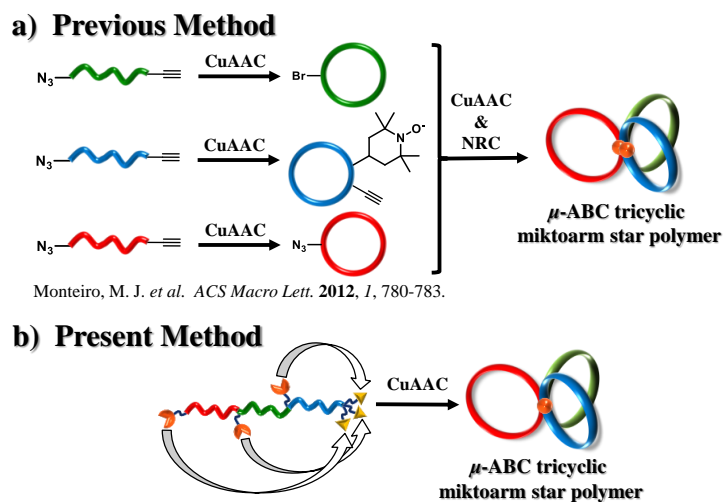 a) Previous Method
N3 CuAAC Br
N3 CuAAC N-O·
N3 CuAAC N3
CuAAC
&
NRC
μ-ABC tricyclic
miktoarm star polymer
Monteiro, M. J. et al. ACS Macro Lett. 2012, 1, 780-783.
b) Present Method
CuAAC
μ-ABC tricyclic
miktoarm star polymer